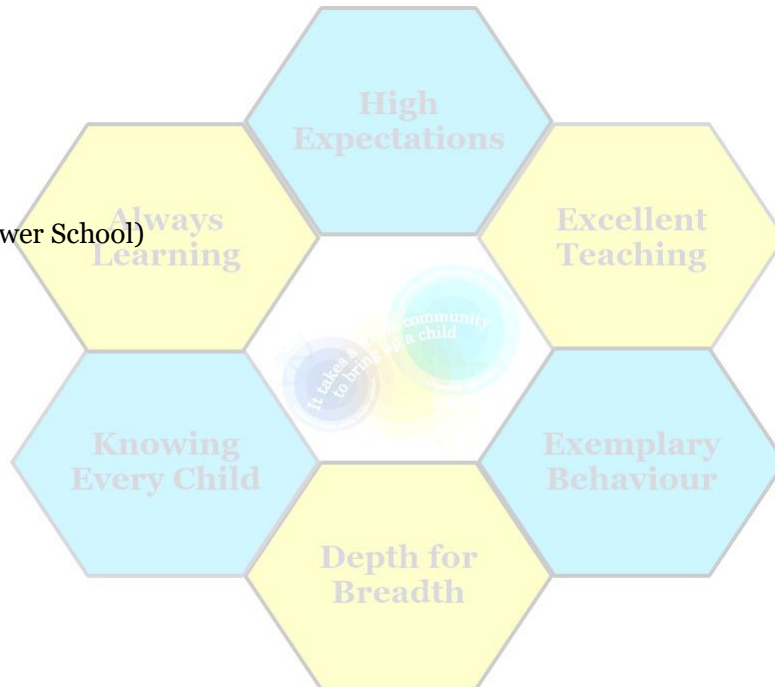 High
Expectations
wer School)
Always
Learning
Excellent
Teaching
It takes a community
to bring up a child
Knowing
Every Child
Exemplary
Behaviour
Depth for
Breadth